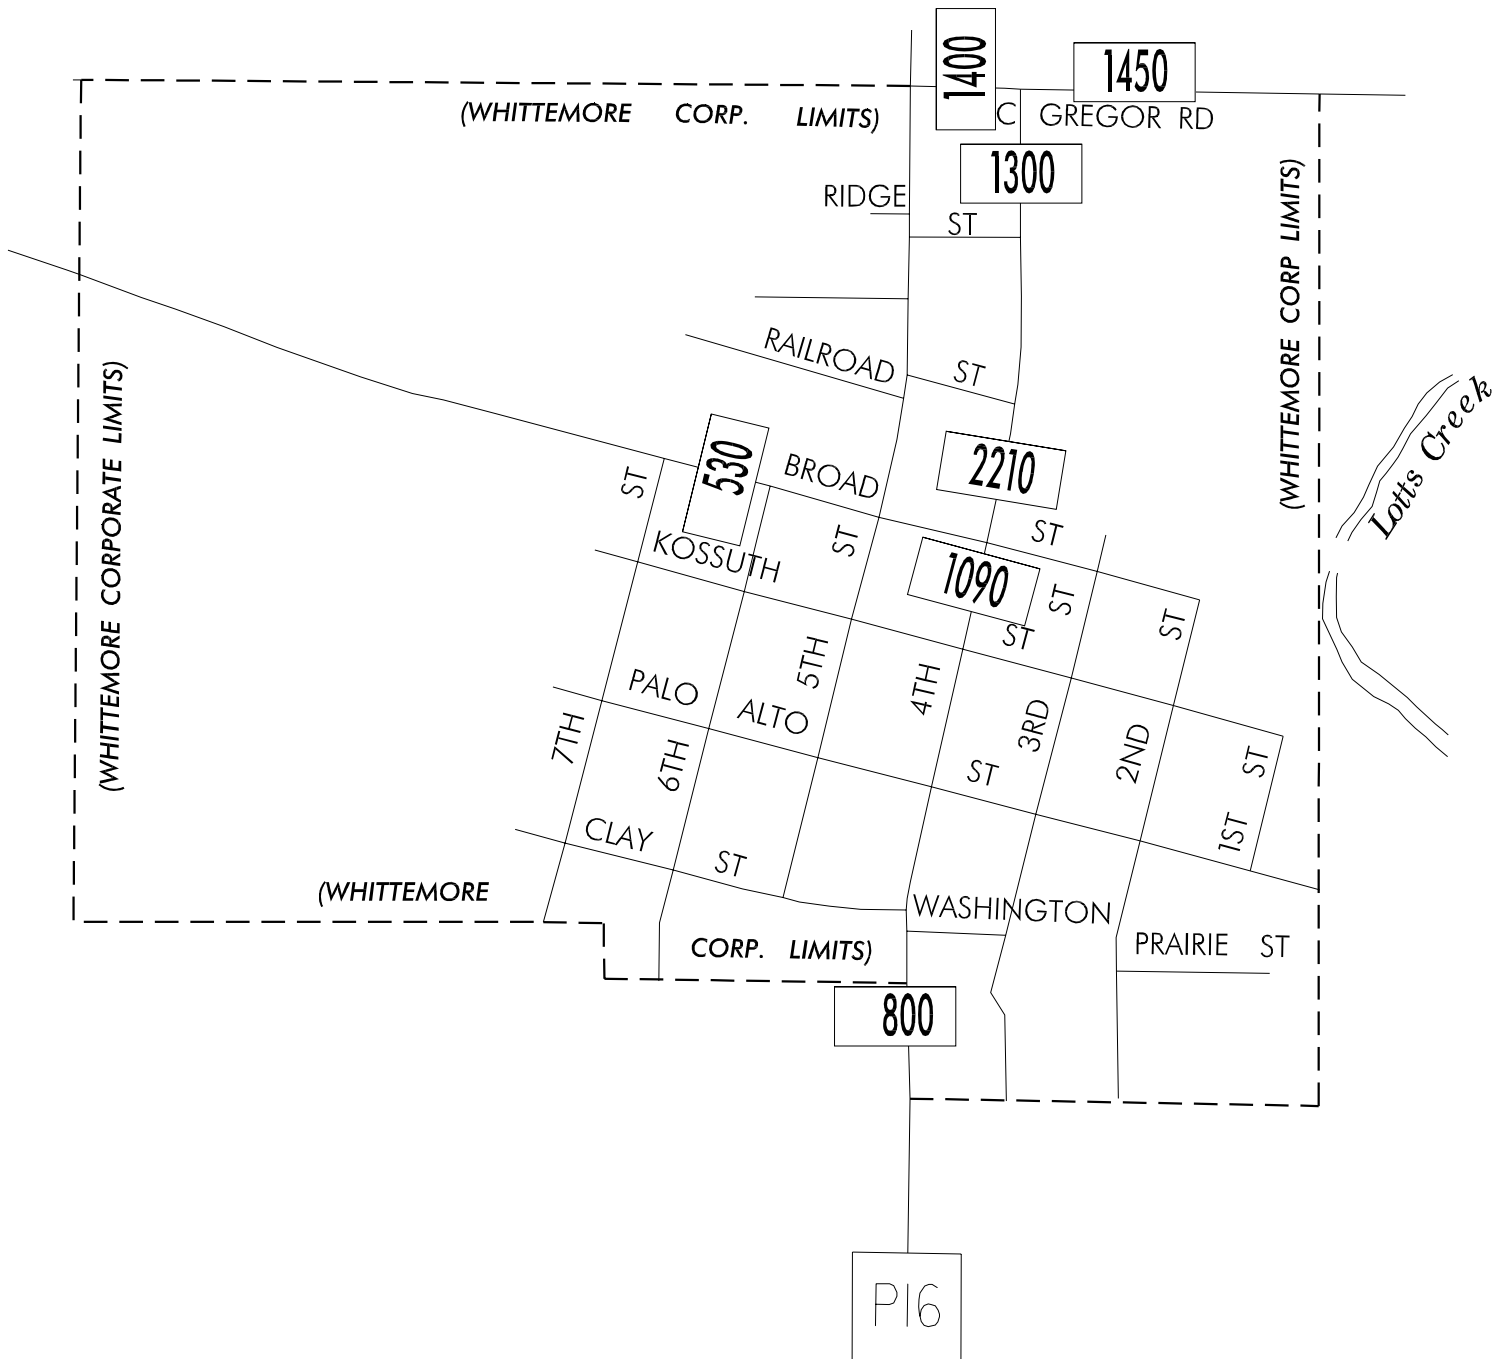 1400
1450
(WHITTEMORE CORP. LIMITS)
C GREGOR RD
1300
RIDGE
ST
(WHITTEMORE CORP LIMITS)
RAILROAD ST
(WHITTEMORE CORPORATE LIMITS)
Lotts Creek
530
BROAD ST
2210
ST
KOSSUTH ST
ST
1090
ST
ST
5TH
4TH
PALO ALTO ST
7TH
6TH
3RD
2ND
ST
1ST
CLAY ST
(WHITTEMORE
CORP. LIMITS)
WASHINGTON
PRAIRIE ST
800
P16